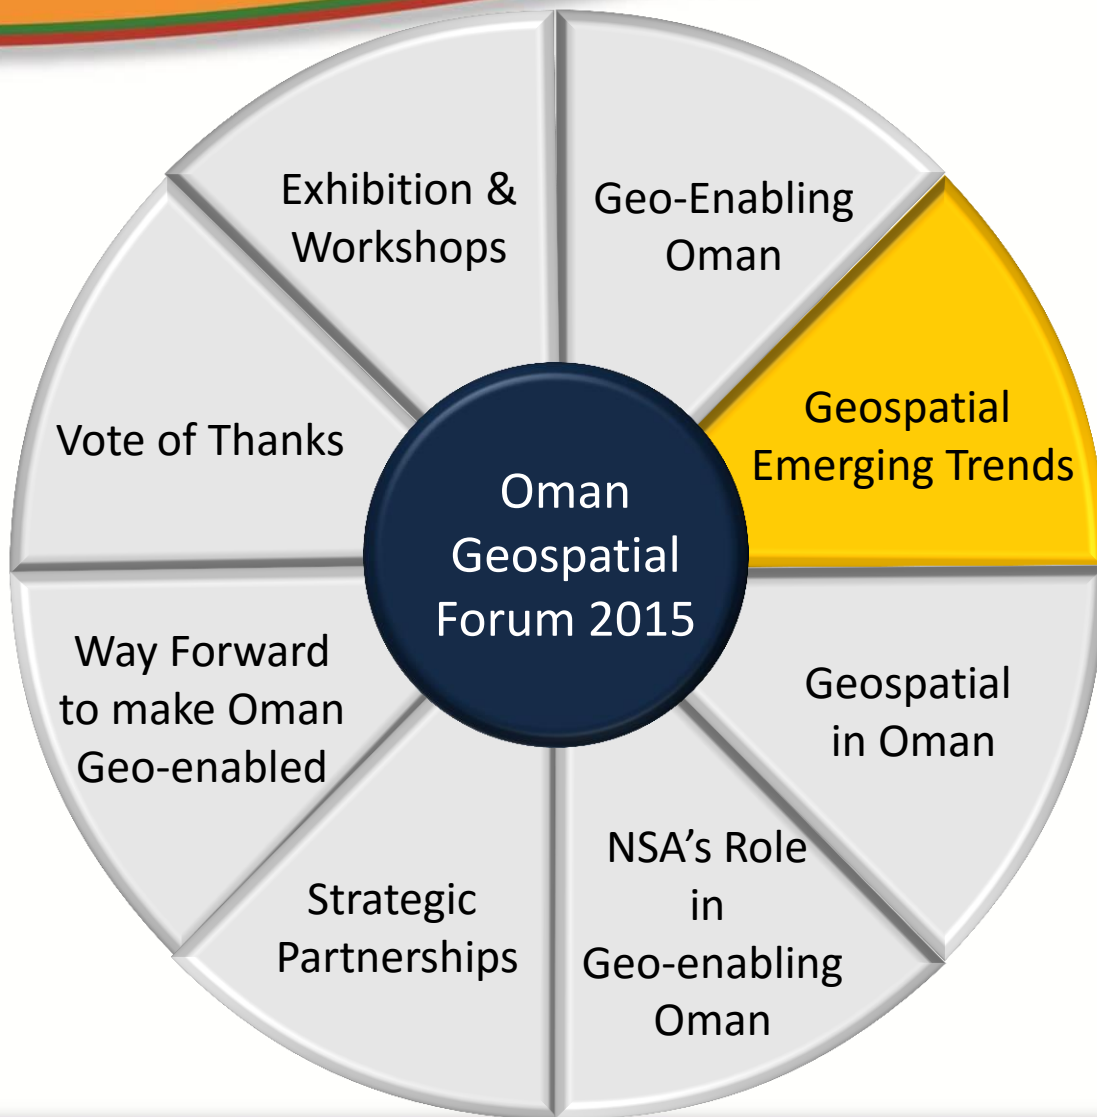 Exhibition &
Workshops
Geo-Enabling
Oman
Geospatial
Emerging Trends
Vote of Thanks
Oman
Geospatial
Forum 2015
Way Forward
to make Oman
Geo-enabled
Geospatial
in Oman
Strategic
Partnerships
NSA’s Role
in
Geo-enabling
Oman